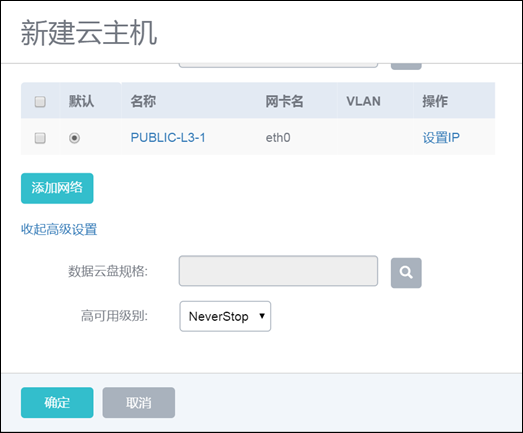 新建云主机
默认 名称 网卡名 VLAN 操作
PUBLIC-L3-1 eth0 设置IP
添加网络
收起高级设置
数据云盘规格:
高可用级别: NeverStop
确定 取消